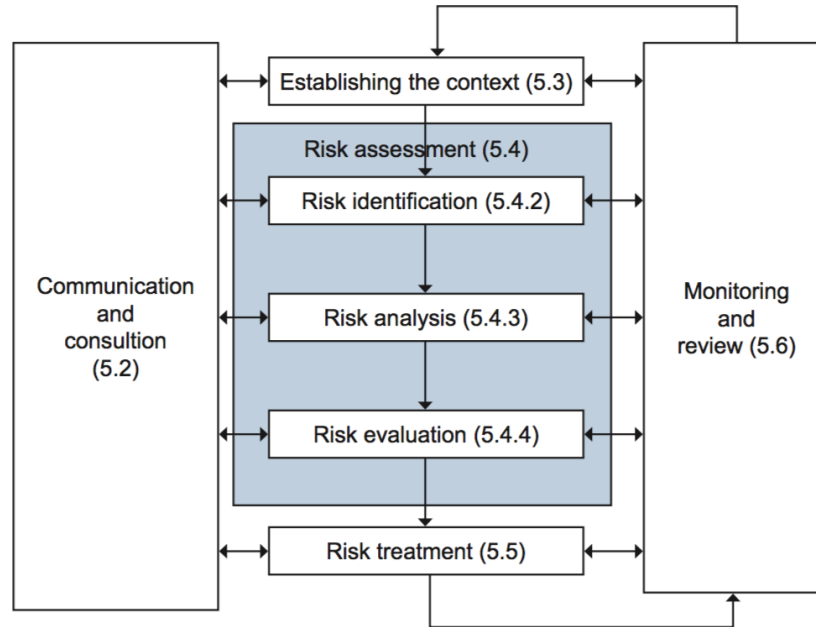 Establishing the context (5.3)
Risk assessment (5.4)
Risk identification (5.4.2)
Communication
and
consultion
(5.2)
Risk analysis (5.4.3)
Monitoring
and
review (5.6)
Risk evaluation (5.4.4)
Risk treatment (5.5)